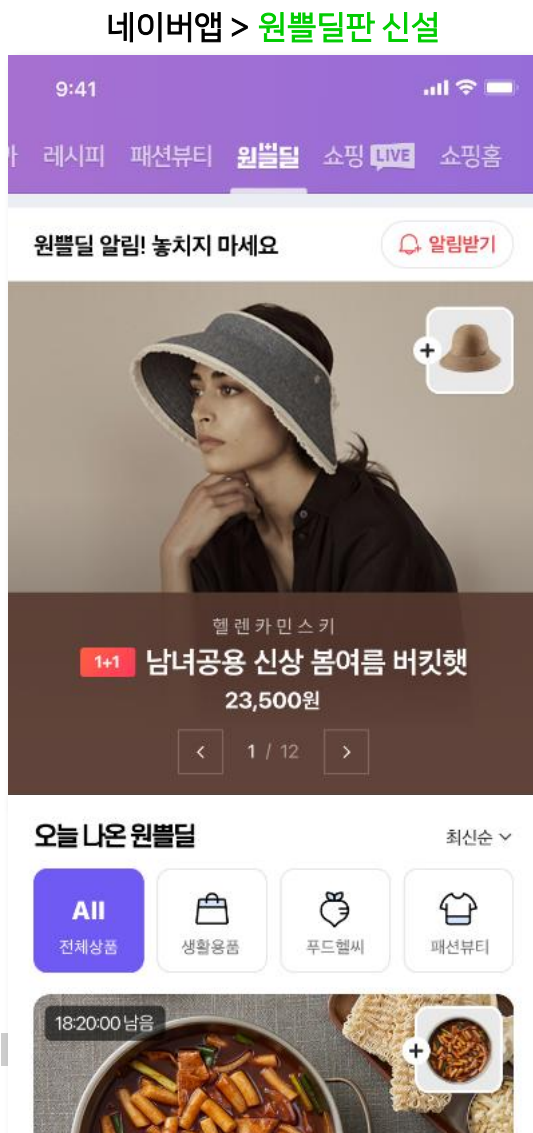 네이버앱 > 원쁠딜판 신설
9:41
레시피 패션뷰티 원쁠딜 쇼핑 LIVE 쇼핑홈
원쁠딜 알림! 놓치지 마세요 알림받기
헬렌카민스키
1+1 남녀공용 신상 봄여름 버킷햇
23,500원
< 1 / 12 >
오늘 나온 원쁠딜 최신순
All
전체상품 생활용품 푸드헬씨 패션뷰티
18:20:00 남음